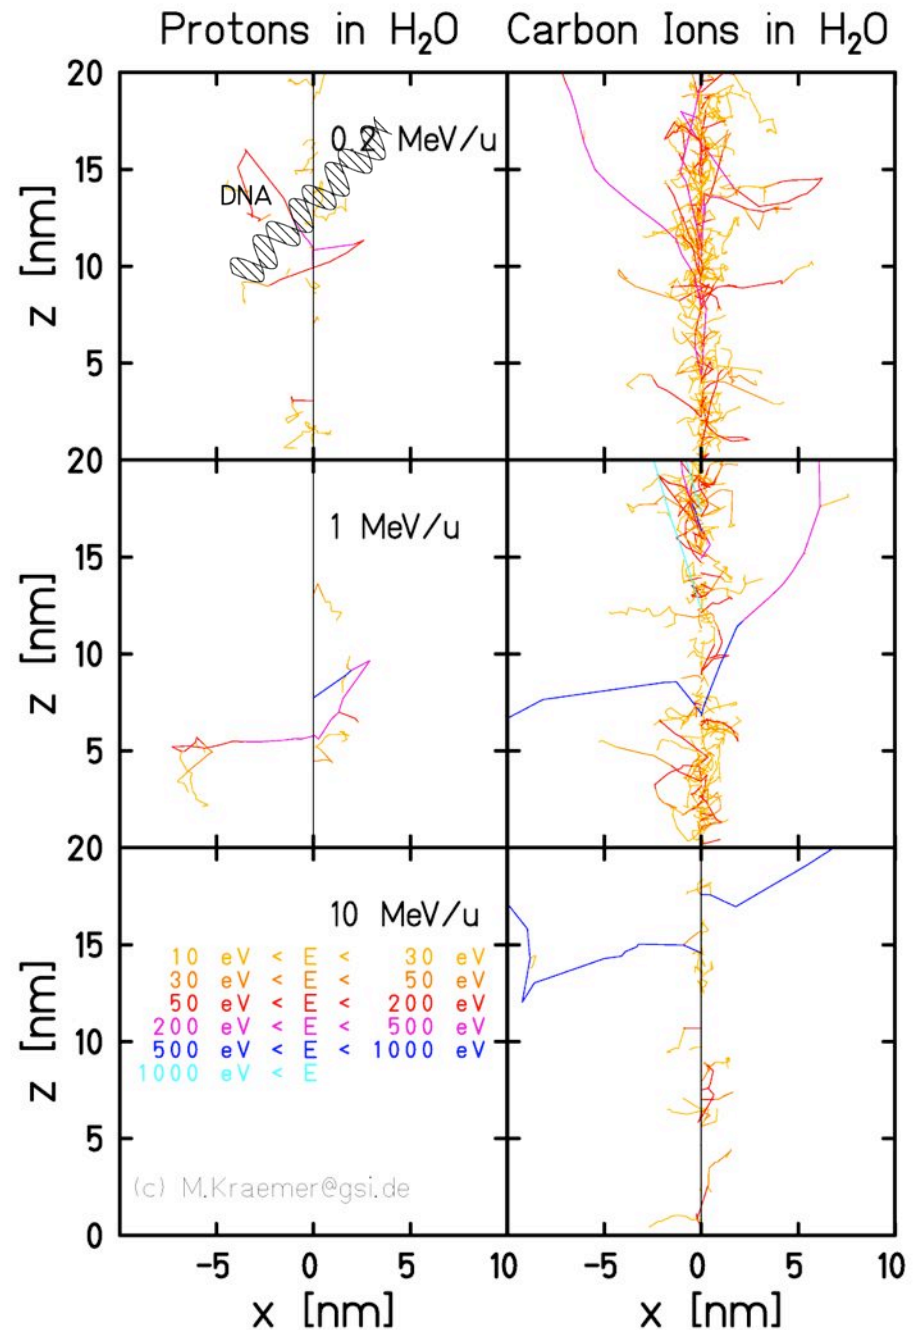 Protons in H₂O
Carbon Ions in H₂O
20
15
10
5
z [nm]
DNA
0.2 MeV/u
20
15
10
5
z [nm]
1 MeV/u
20
15
10
5
0
z [nm]
10 MeV/u
10 eV < E < 30 eV
30 eV < E < 50 eV
50 eV < E < 200 eV
200 eV < E < 500 eV
500 eV < E < 1000 eV
1000 eV < E
(c) M.Kraemer@gsi.de
-5 0 5 10
-5 0 5 10
x [nm]
x [nm]